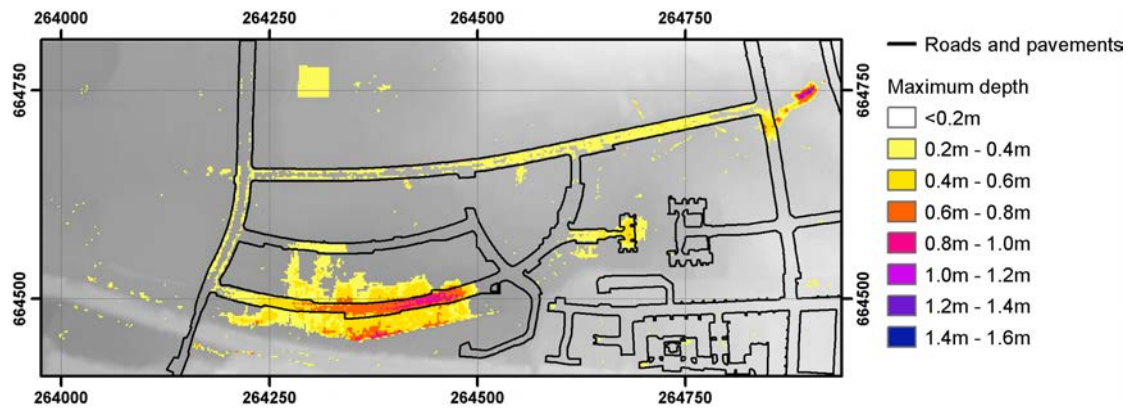 264000 264250 264500 264750
664750 664750
664500 664500
264000 264250 264500 264750
Roads and pavements
Maximum depth
<0.2m
0.2m - 0.4m
0.4m - 0.6m
0.6m - 0.8m
0.8m - 1.0m
1.0m - 1.2m
1.2m - 1.4m
1.4m - 1.6m